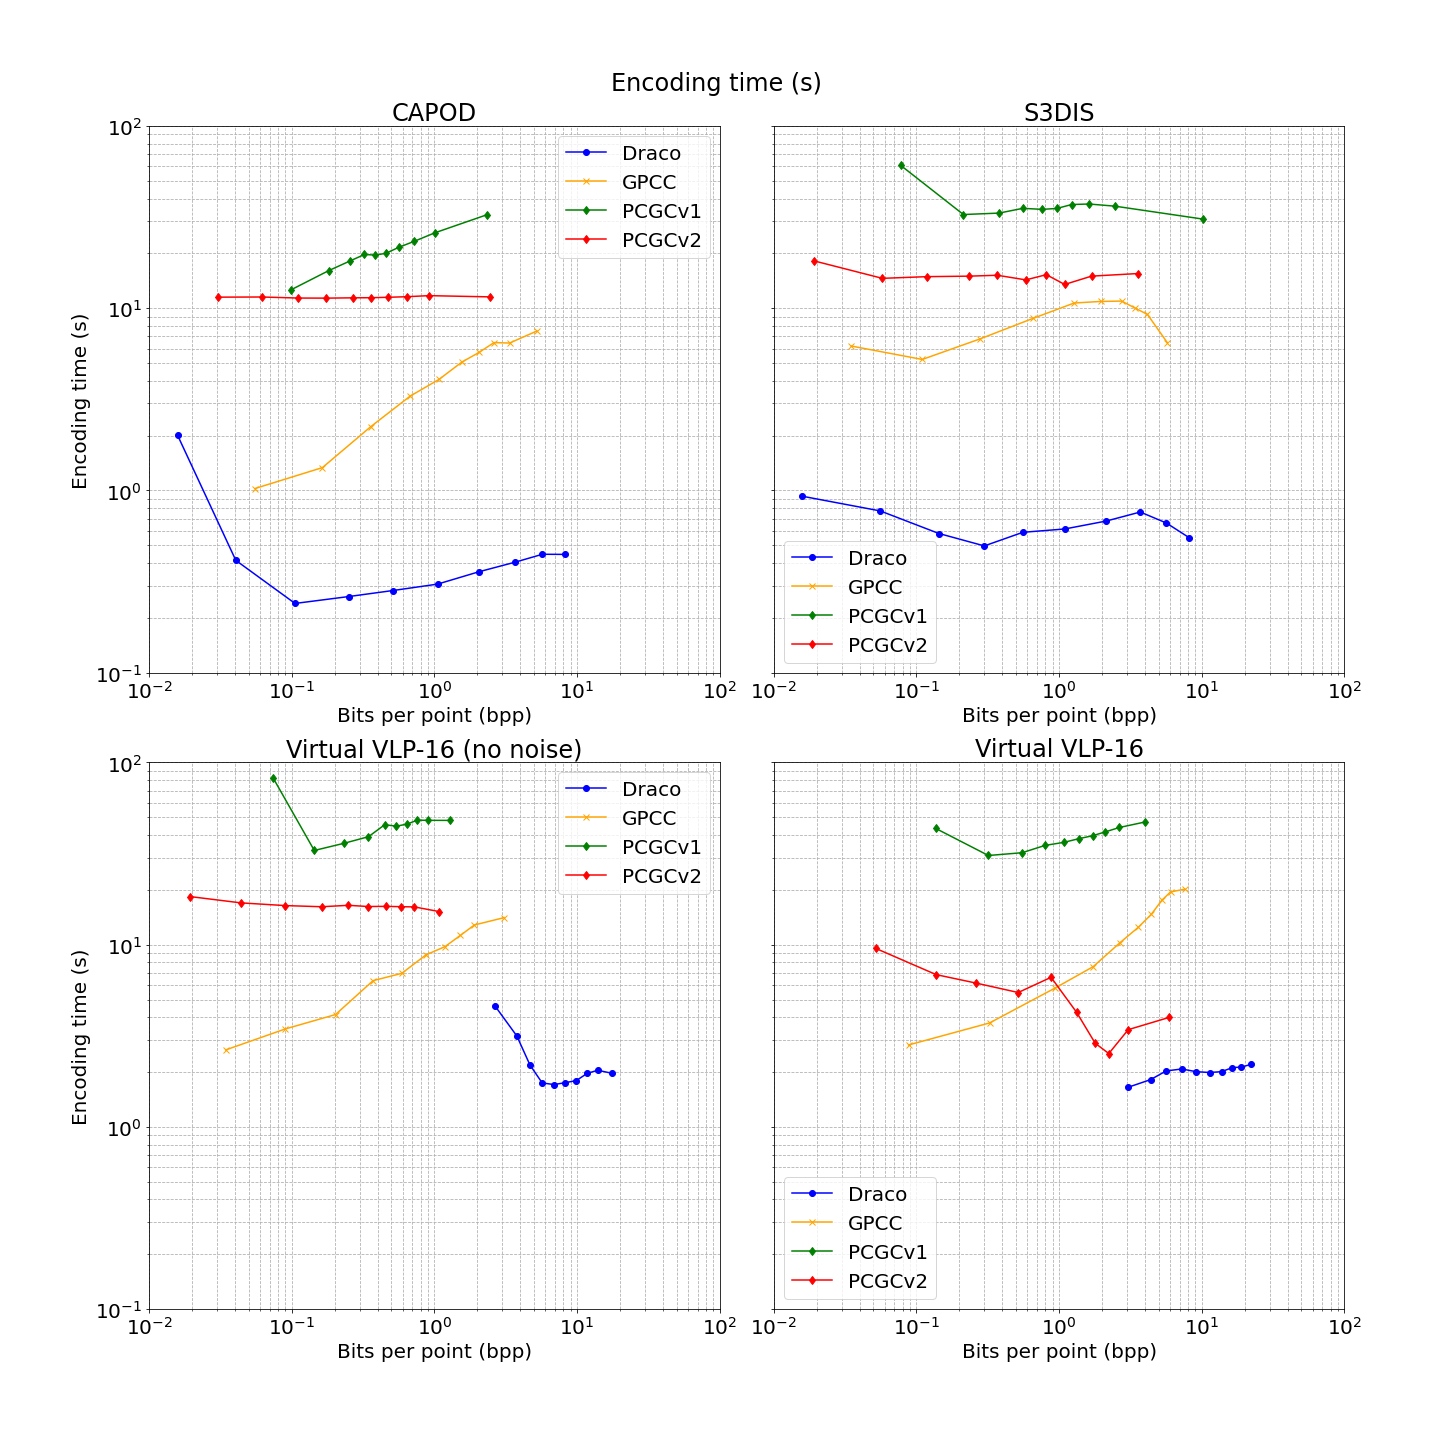 Encoding time (s)
CAPOD
10²
10¹
10⁰
10⁻¹
Encoding time (s)
Draco
GPCC
PCGCv1
PCGCv2
10⁻² 10⁻¹ 10⁰ 10¹ 10²
Bits per point (bpp)
S3DIS
Draco
GPCC
PCGCv1
PCGCv2
10⁻² 10⁻¹ 10⁰ 10¹ 10²
Bits per point (bpp)
Virtual VLP-16 (no noise)
10²
10¹
10⁰
10⁻¹
Encoding time (s)
Draco
GPCC
PCGCv1
PCGCv2
10⁻² 10⁻¹ 10⁰ 10¹ 10²
Bits per point (bpp)
Virtual VLP-16
Draco
GPCC
PCGCv1
PCGCv2
10⁻² 10⁻¹ 10⁰ 10¹ 10²
Bits per point (bpp)